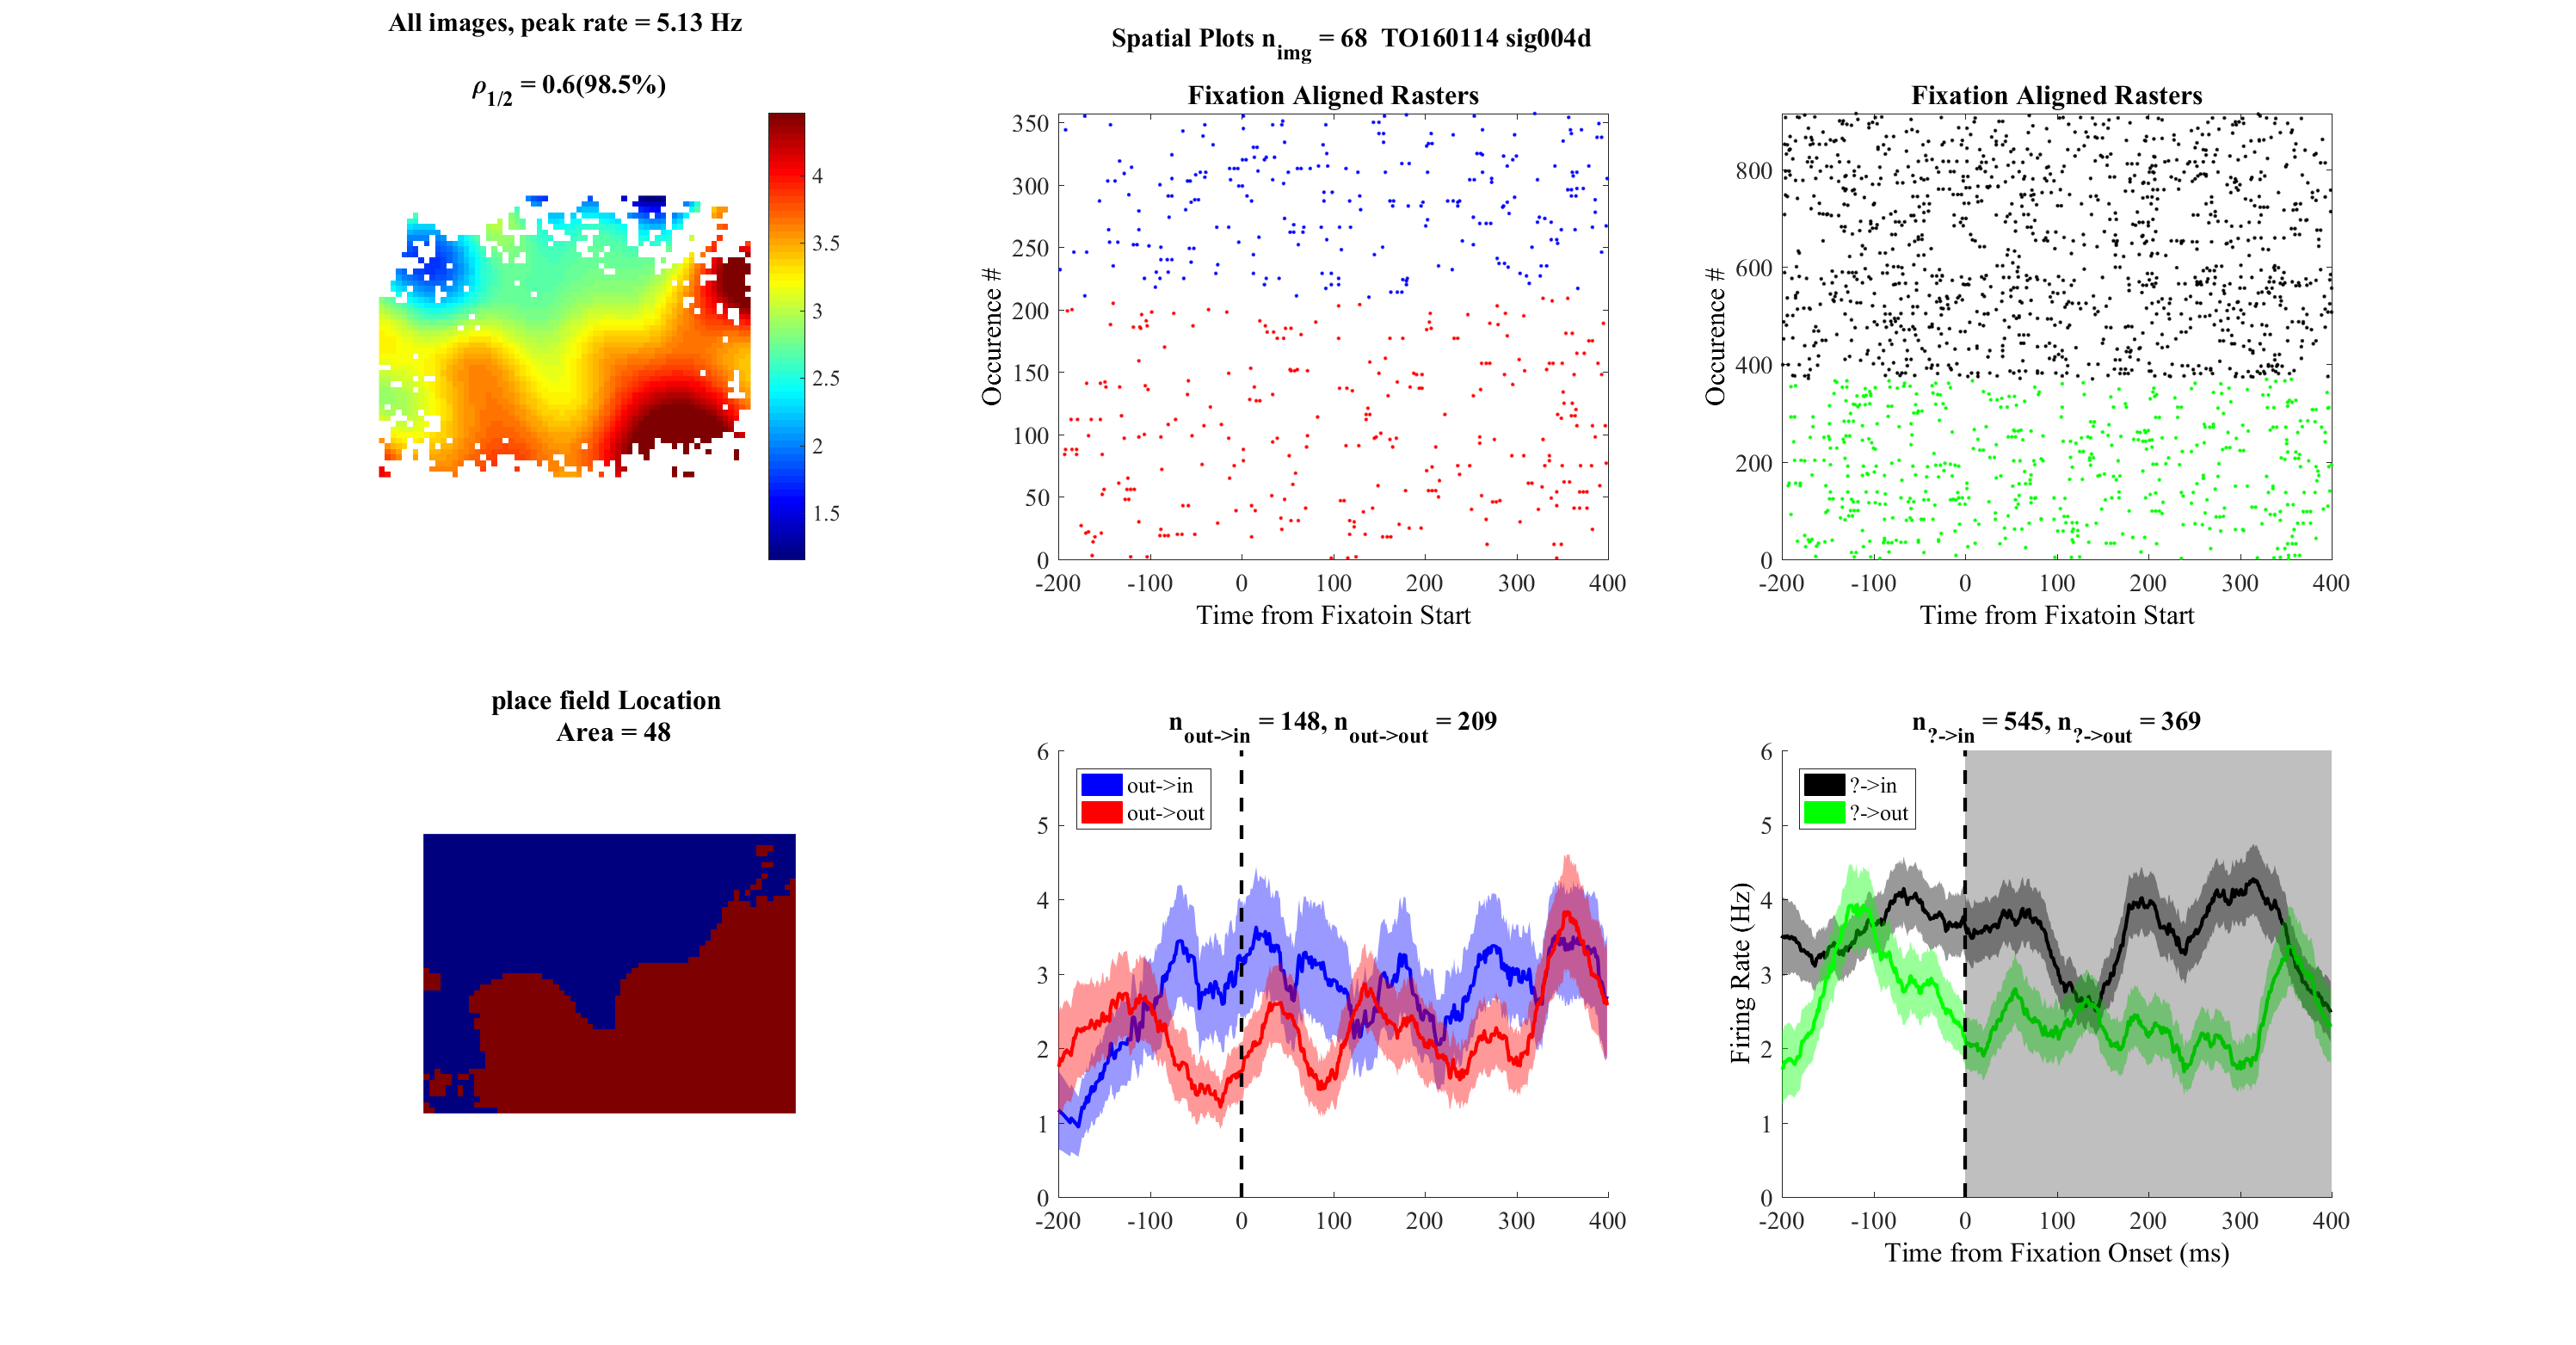 All images, peak rate = 5.13 Hz
ρ1/2 = 0.6(98.5%)
4
3.5
3
2.5
2
1.5
Spatial Plots nimg = 68 TO160114 sig004d
Fixation Aligned Rasters
Occurence #
350
300
250
200
150
100
50
0
-200 -100 0 100 200 300 400
Time from Fixatoin Start
Fixation Aligned Rasters
800
600
400
200
0
-200 -100 0 100 200 300 400
Time from Fixatoin Start
place field Location
Area = 48
nout->in = 148, nout->out = 209
out->in
out->out
6
5
4
3
2
1
0
-200 -100 0 100 200 300 400
n?->in = 545, n?->out = 369
?->in
?->out
Firing Rate (Hz)
6
5
4
3
2
1
0
-200 -100 0 100 200 300 400
Time from Fixation Onset (ms)
Occurence #